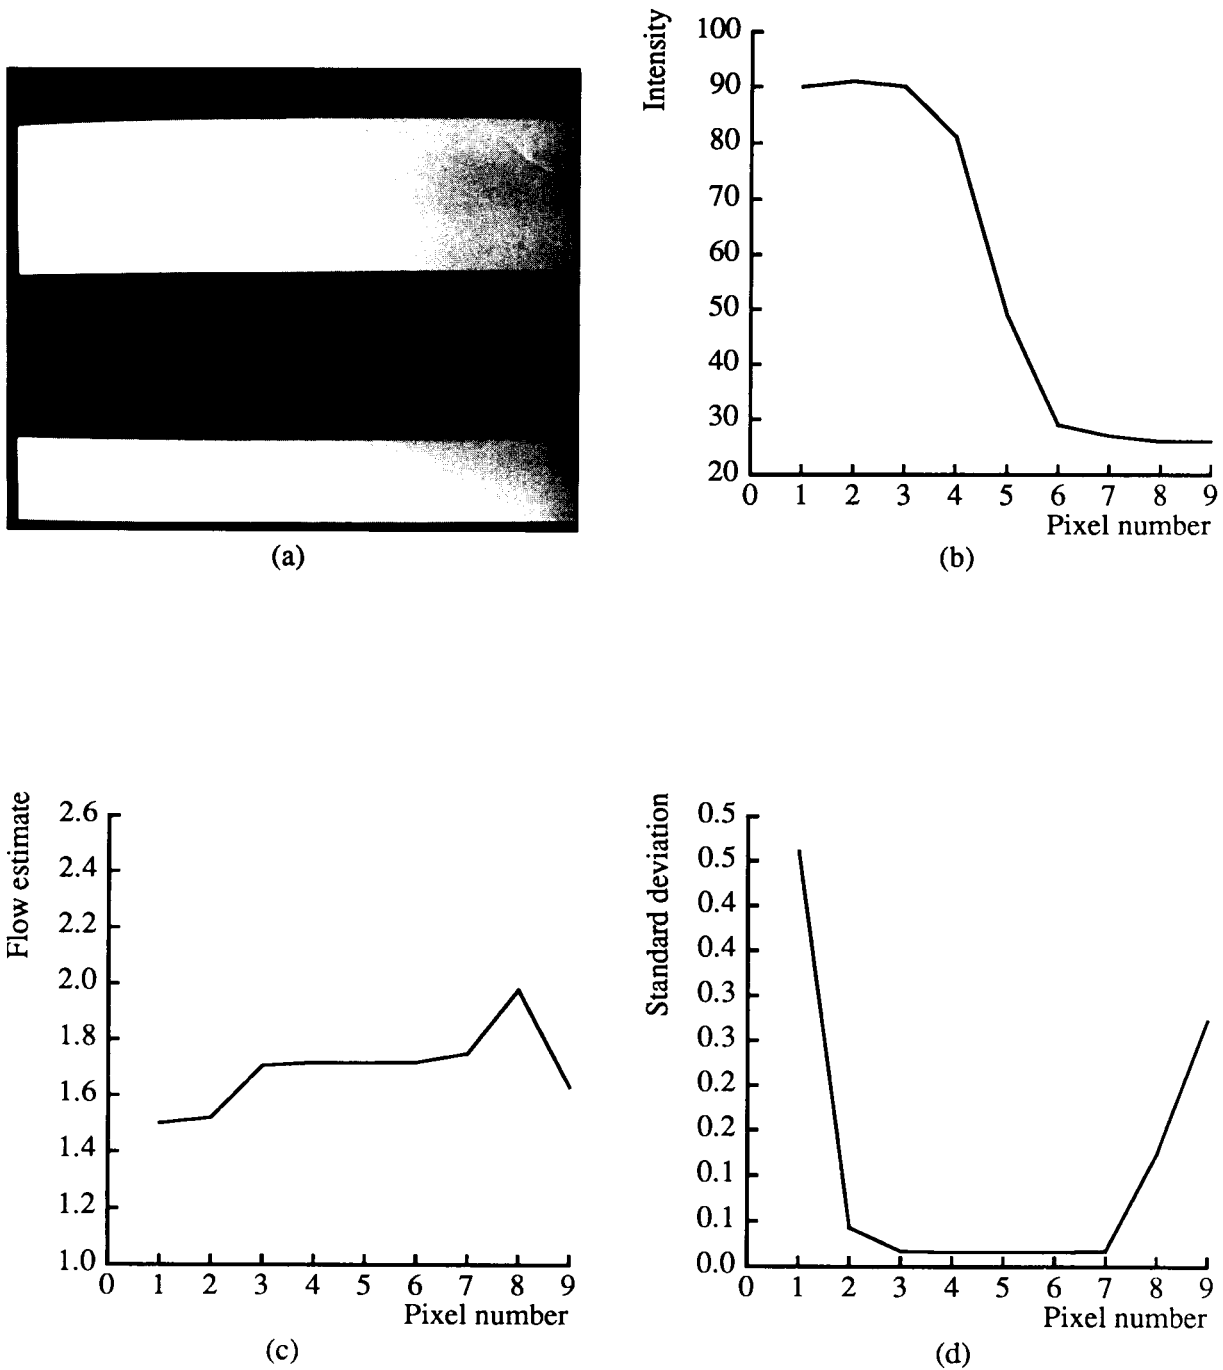 Intensity
100
90
80
70
60
50
40
30
20
0 1 2 3 4 5 6 7 8 9
Pixel number
(a)
(b)
Flow estimate
2.6
2.4
2.2
2.0
1.8
1.6
1.4
1.2
1.0
0 1 2 3 4 5 6 7 8 9
Pixel number
(c)
Standard deviation
0.5
0.5
0.4
0.4
0.3
0.3
0.2
0.2
0.1
0.1
0.0
0 1 2 3 4 5 6 7 8 9
Pixel number
(d)